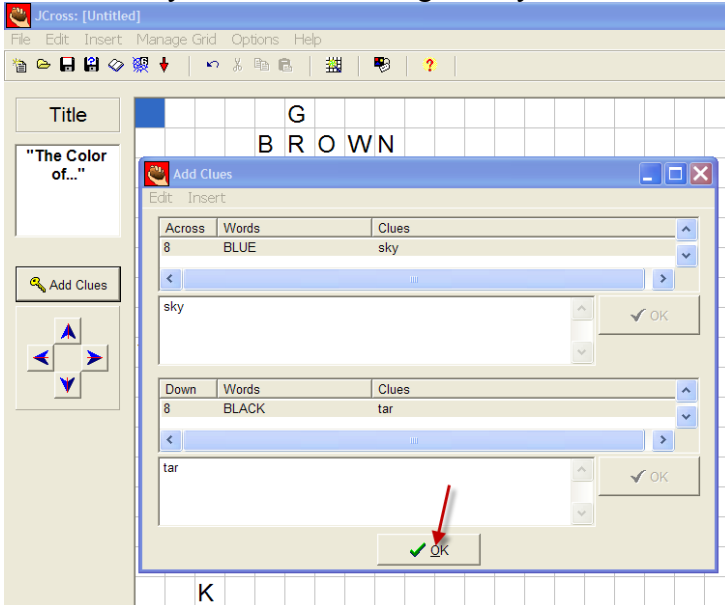 JCross: [Untitled]
File Edit Insert Manage Grid Options Help
?
Title
"The Color
of..."
Add Clues
G
B R O W N
Add Clues
Edit Insert
Across Words Clues
8 BLUE sky
sky
OK
Down Words Clues
8 BLACK tar
tar
OK
OK
K